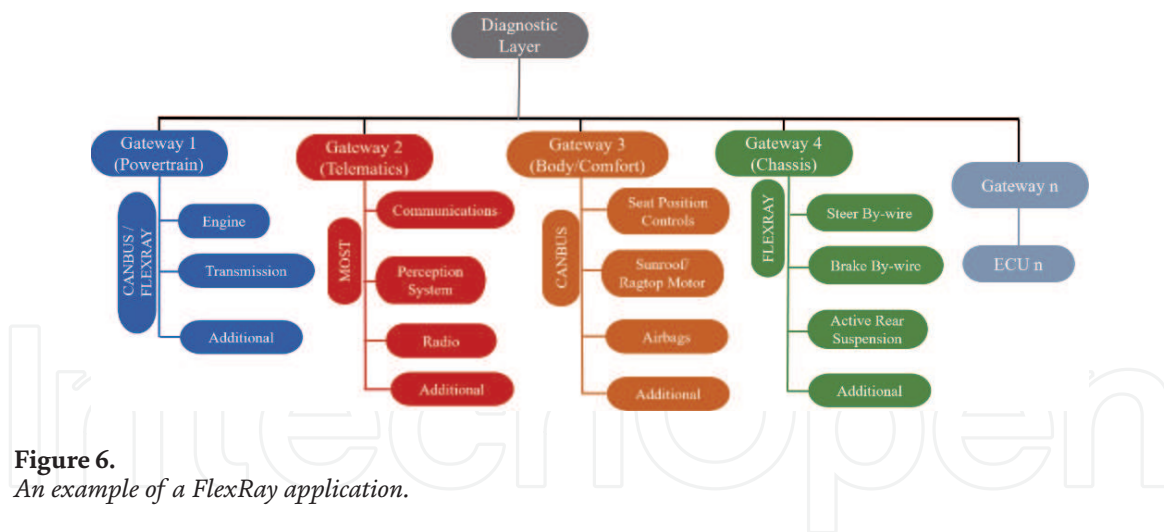 Diagnostic
Layer
Gateway 1
(Powertrain)
CANBUS /
FLEXRAY
Engine
Transmission
Additional
Gateway 2
(Telematics)
MOST
Communications
Perception
System
Radio
Additional
Gateway 3
(Body/Comfort)
CANBUS
Seat Position
Controls
Sunroof/
Ragtop Motor
Airbags
Additional
Gateway 4
(Chassis)
FLEXRAY
Steer By-wire
Brake By-wire
Active Rear
Suspension
Additional
Gateway n
ECU n
IntechOpen
Figure 6.
An example of a FlexRay application.